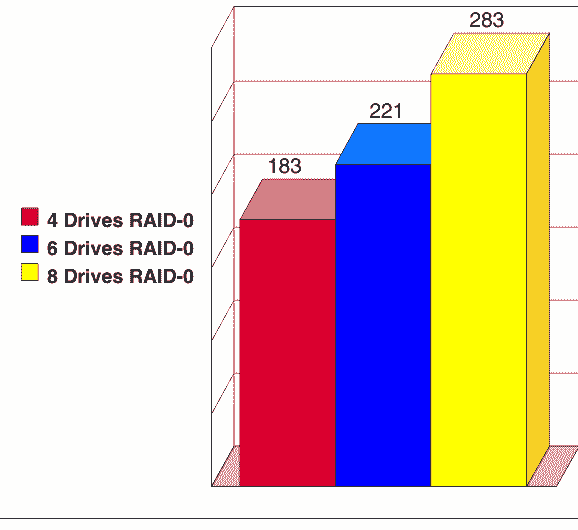 283
221
183
4 Drives RAID-0
6 Drives RAID-0
8 Drives RAID-0